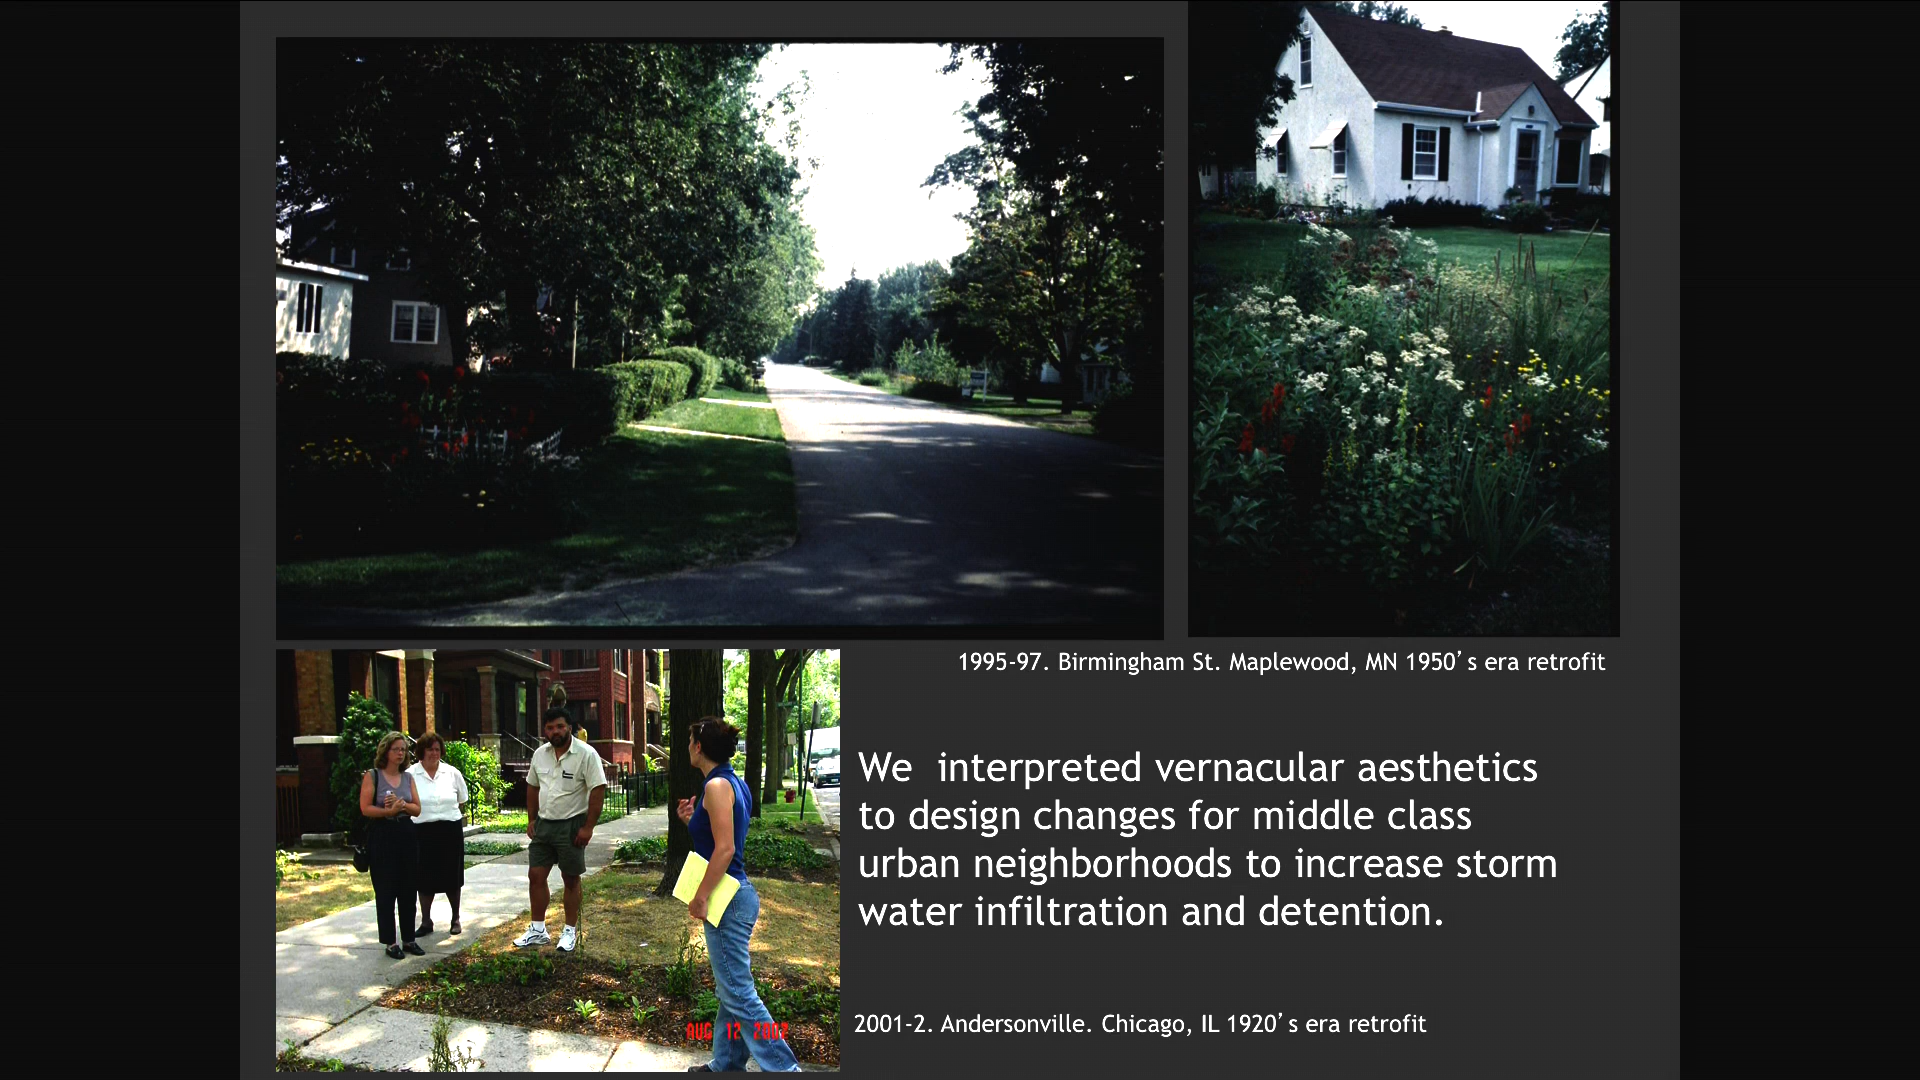 1995-97. Birmingham St. Maplewood, MN 1950’s era retrofit
We  interpreted vernacular aesthetics
to design changes for middle class
urban neighborhoods to increase storm
water infiltration and detention.
2001-2. Andersonville. Chicago, IL 1920’s era retrofit
AUG 12 2002